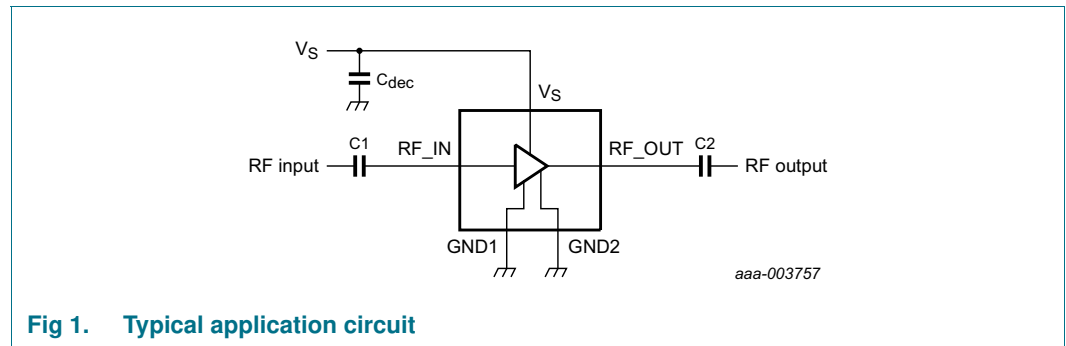 VS
Cdec
VS
C1
RF_IN
RF_OUT
C2
RF input
RF output
GND1
GND2
aaa-003757
Fig 1. Typical application circuit